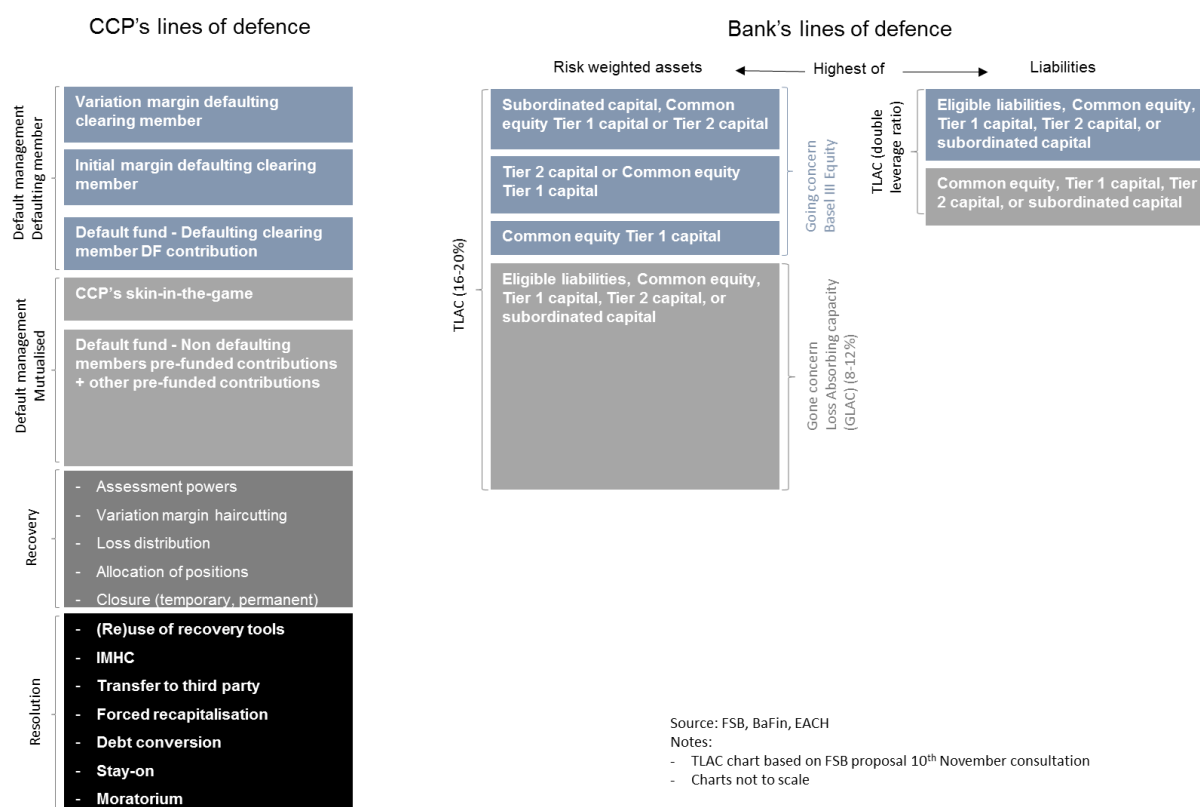 CCP's lines of defence
Default management
Defaulting member
Variation margin defaulting
clearing member
Initial margin defaulting clearing
member
Default fund - Defaulting clearing
member DF contribution
Default management
Mutualised
CCP's skin-in-the-game
Default fund - Non defaulting
members pre-funded contributions
+ other pre-funded contributions
Recovery
- Assessment powers
- Variation margin haircutting
- Loss distribution
- Allocation of positions
- Closure (temporary, permanent)
Resolution
- (Re)use of recovery tools
- IMHC
- Transfer to third party
- Forced recapitalisation
- Debt conversion
- Stay-on
- Moratorium
Bank's lines of defence
Risk weighted assets
Highest of
Liabilities
TLAC (16-20%)
Subordinated capital, Common
equity Tier 1 capital or Tier 2 capital
Tier 2 capital or Common equity
Tier 1 capital
Common equity Tier 1 capital
Eligible liabilities, Common equity,
Tier 1 capital, Tier 2 capital, or
subordinated capital
Going concern
Basel III Equity
Gone concern
Loss Absorbing capacity
(GLAC) (8-12%)
TLAC (double
leverage ratio)
Eligible liabilities, Common equity,
Tier 1 capital, Tier 2 capital, or
subordinated capital
Common equity, Tier 1 capital, Tier
2 capital, or subordinated capital
Source: FSB, BaFin, EACH
Notes:
- TLAC chart based on FSB proposal 10th November consultation
- Charts not to scale